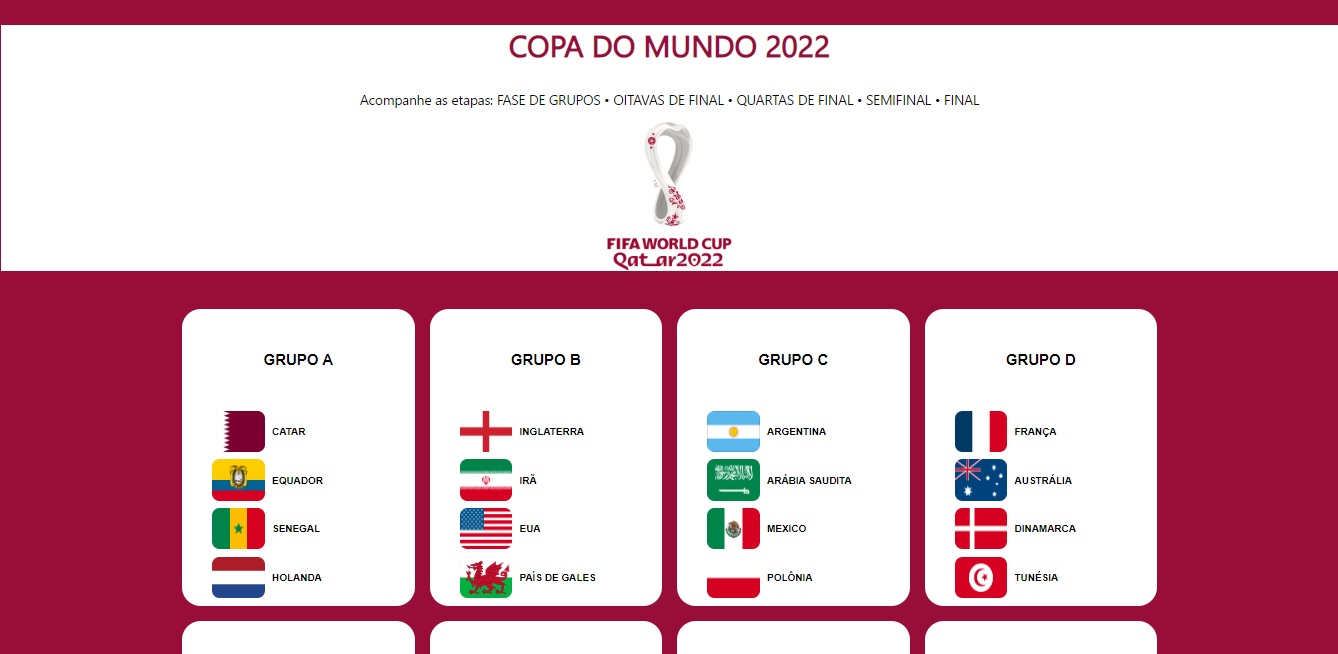 COPA DO MUNDO 2022
Acompanhe as etapas: FASE DE GRUPOS • OITAVAS DE FINAL • QUARTAS DE FINAL • SEMIFINAL • FINAL
FIFA WORLD CUP
Qatar2022
GRUPO A
CATAR
EQUADOR
SENEGAL
HOLANDA
GRUPO B
INGLATERRA
IRÃ
EUA
PAÍS DE GALES
GRUPO C
ARGENTINA
ARÁBIA SAUDITA
MEXICO
POLÔNIA
GRUPO D
FRANÇA
AUSTRÁLIA
DINAMARCA
TUNÉSIA